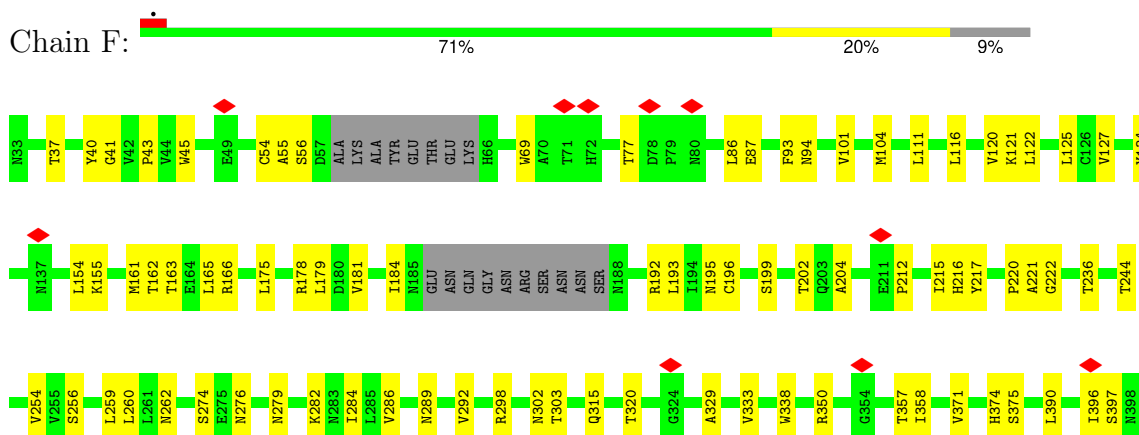 Chain F:
71% 20% 9%
N33 T37 Y40 G41 V42 P43 V44 W45 E49 C54 A55 S56 D57 ALA LYS ALA TYR GLU THR GLU LYS H66 W69 A70 T71 H72 T77 D78 P79 N80 L86 E87 F93 N94 V101 M104 L111 L116 V120 K121 L122 L125 C126 V127
N137 L154 K155 M161 T162 T163 E164 L165 R166 L175 R178 L179 D180 V181 I184 N185 GLU ASN GLN GLY ASN ARG SER ASN ASN SER N188 R192 L193 I194 N195 C196 S199 T202 Q203 A204 E211 P212 I215 H216 Y217 P220 A221 G222 T236 T244
V254 V255 S256 L259 L260 L261 N262 S274 E275 N276 N279 K282 N283 I284 L285 V286 N289 V292 R298 N302 T303 Q315 T320 G324 A329 V333 W338 R350 G354 T357 I358 V371 H374 S375 L390 I396 S397 N398